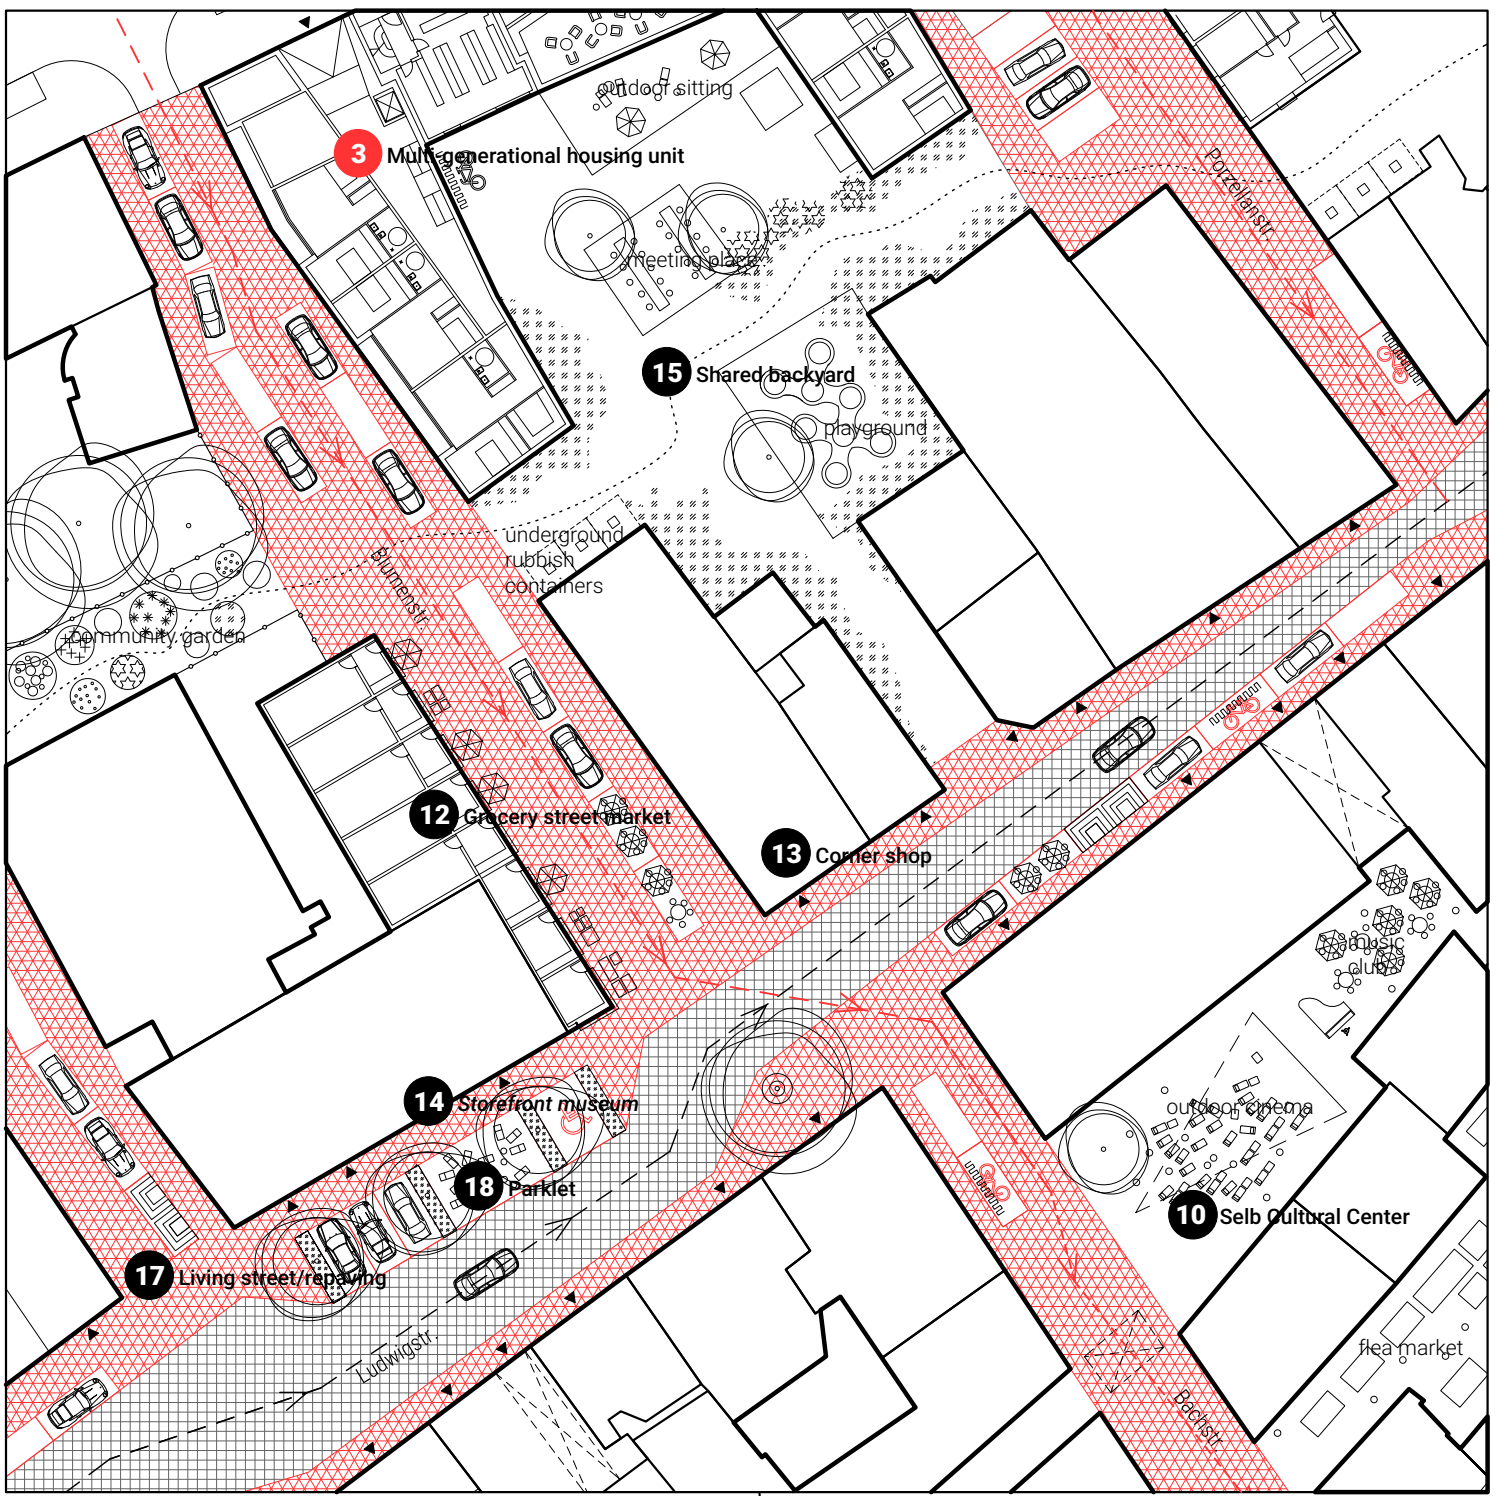 outdoor sitting
3 Multi-generational housing unit
Porzellanstr.
meeting place
15 Shared backyard
playground
underground
rubbish
containers
Blumenstr.
community garden
12 Grocery street market
13 Corner shop
music
club
14 Storefront museum
outdoor cinema
18 Parklet
10 Selb Cultural Center
17 Living street/repaving
Ludwigstr.
flea market
Bachstr.